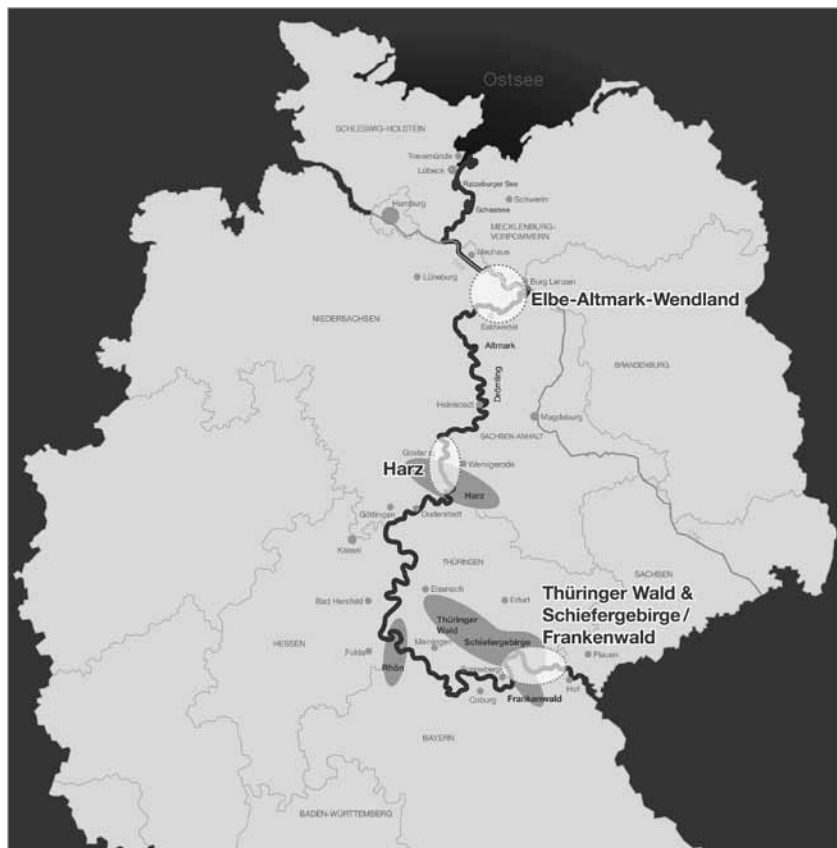 Ostsee
SCHLESWIG-HOLSTEIN
Travemünde
Lübeck
Ratzeburger See
Schwerin
Schaalsee
Hamburg
MECKLENBURG-
VORPOMMERN
Neuhaus
Lüneburg
Burg Lenzen
Elbe-Altmark-Wendland
NIEDERSACHSEN
Salzwedel
Altmark
BRANDENBURG
Drömling
Helmstedt
Magdeburg
SACHSEN-ANHALT
Goslar
Harz
Wernigerode
Harz
Göttingen
Duderstadt
Kassel
THÜRINGEN
SACHSEN
Eisenach
Bad Hersfeld
Erfurt
Thüringer Wald &
Schiefergebirge/
Frankenwald
Thüringer
Wald
Schiefergebirge
HESSEN
Meiningen
Fulda
Plauen
Rhön
Sonneberg
Hof
Coburg
Frankenwald
BAYERN
BADEN-WÜRTTEMBERG